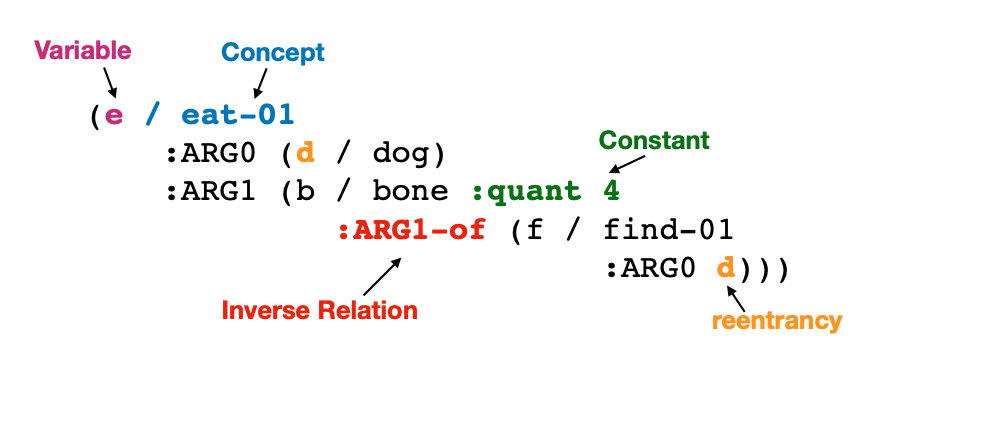 Variable
Concept
(e / eat-01
:ARG0 (d / dog)
Constant
:ARG1 (b / bone :quant 4
:ARG1-of (f / find-01
:ARG0 d)))
Inverse Relation
reentrancy